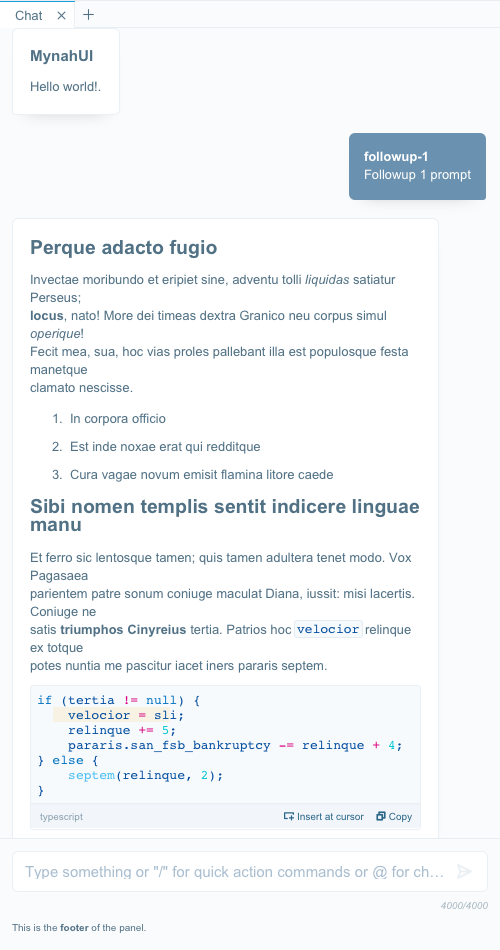 Chat
MynahUI
Hello world!.
followup-1
Followup 1 prompt
Perque adacto fugio
Invectae moribundo et eripiet sine, adventu tolli liquidas satiatur
Perseus;
locus, nato! More dei timeas dextra Granico neu corpus simul
operique!
Fecit mea, sua, hoc vias proles pallebant illa est populosque festa
manetque
clamato nescisse.
1. In corpora officio
2. Est inde noxae erat qui redditque
3. Cura vagae novum emisit flamina litore caede
Sibi nomen templis sentit indicere linguae
manu
Et ferro sic lentosque tamen; quis tamen adultera tenet modo. Vox
Pagasaea
parientem patre sonum coniuge maculat Diana, iussit: misi lacertis.
Coniuge ne
satis triumphos Cinyreius tertia. Patrios hoc velocior relinque
ex totque
potes nuntia me pascitur iacet iners pararis septem.
if (tertia != null) {
velocior = sli;
relinque += 5;
pararis.san_fsb_bankruptcy -= relinque + 4;
} else {
septem(relinque, 2);
}
typescript Insert at cursor Copy
Type something or "/" for quick action commands or @ for ch…
4000/4000
This is the footer of the panel.